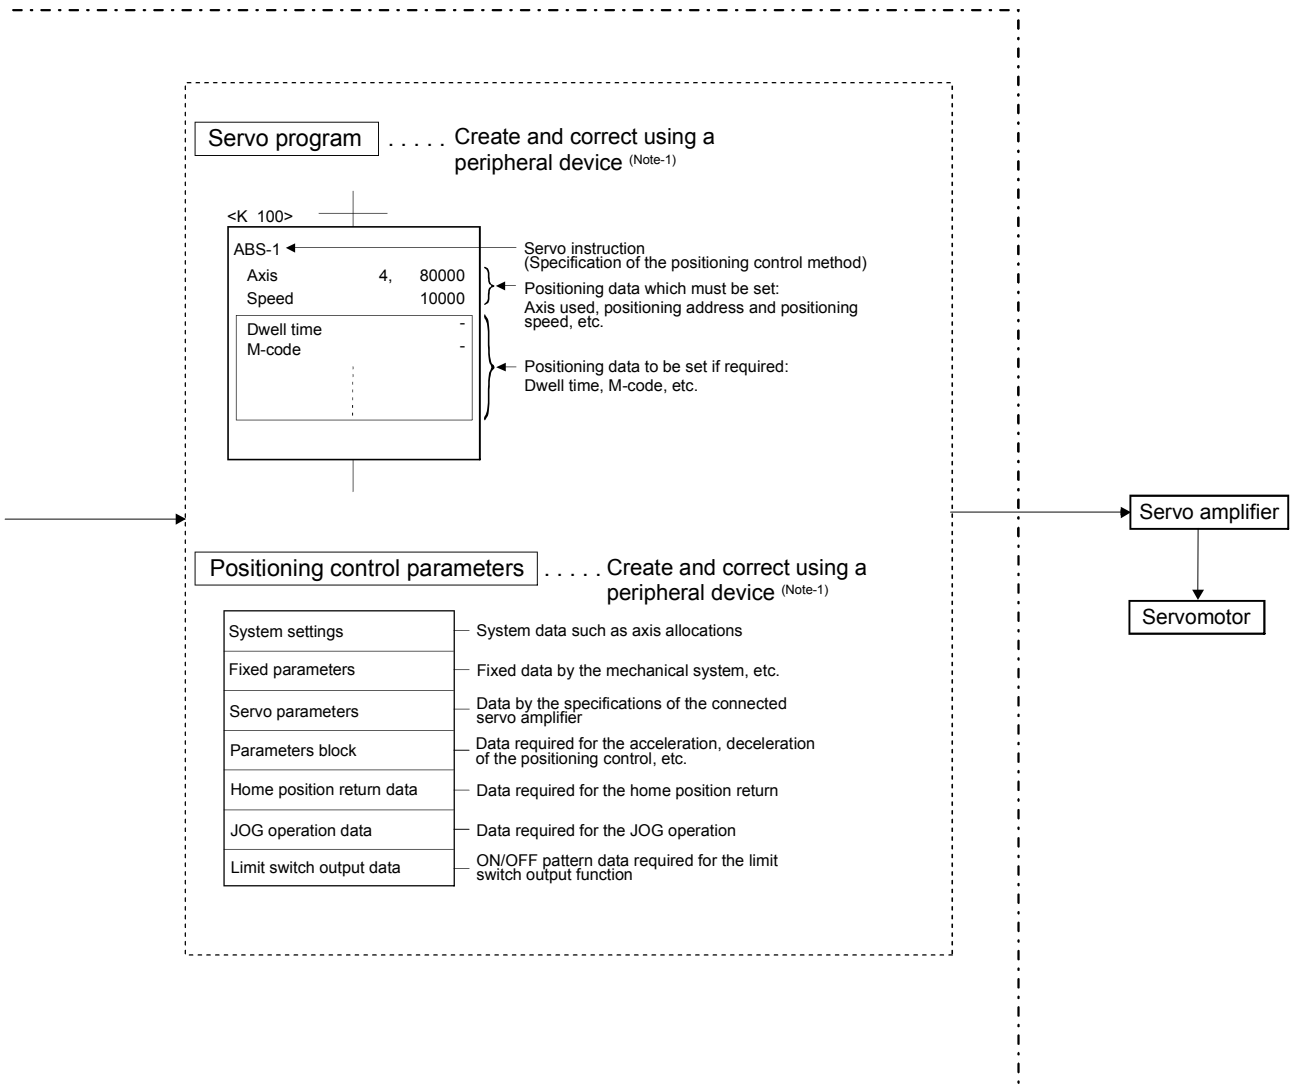 Servo program . . . . . Create and correct using a
peripheral device (Note-1)
<K 100>
ABS-1
Axis 4, 80000
Speed 10000
Dwell time -
M-code -
Servo instruction
(Specification of the positioning control method)
Positioning data which must be set:
Axis used, positioning address and positioning
speed, etc.
Positioning data to be set if required:
Dwell time, M-code, etc.
Servo amplifier
Servomotor
Positioning control parameters . . . . . Create and correct using a
peripheral device (Note-1)
System settings
System data such as axis allocations
Fixed parameters
Fixed data by the mechanical system, etc.
Servo parameters
Data by the specifications of the connected
servo amplifier
Parameters block
Data required for the acceleration, deceleration
of the positioning control, etc.
Home position return data
Data required for the home position return
JOG operation data
Data required for the JOG operation
Limit switch output data
ON/OFF pattern data required for the limit
switch output function